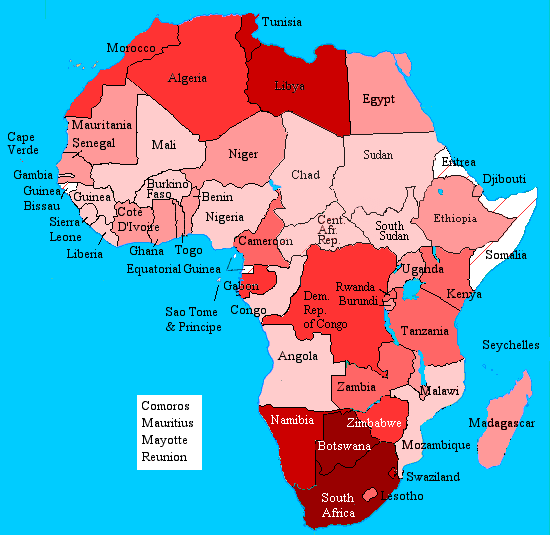 Tunisia
Morocco
Algeria
Libya
Egypt
Mauritania
Cape
Verde
Senegal
Mali
Niger
Chad
Sudan
Eritrea
Djibouti
Gambia
Guinea
Bissau
Guinea
Burkino
Faso
Benin
Nigeria
Ethiopia
Sierra
Leone
Liberia
Cote
D'Ivoire
Ghana
Togo
Cameroon
Cent.
Afr.
Rep.
South
Sudan
Somalia
Equatorial Guinea
Gabon
Congo
Uganda
Kenya
Rwanda
Burundi
Dem.
Rep.
of Congo
Sao Tome
& Principe
Tanzania
Seychelles
Angola
Zambia
Malawi
Comoros
Mauritius
Mayotte
Reunion
Namibia
Zimbabwe
Botswana
Mozambique
Madagascar
Swaziland
Lesotho
South
Africa